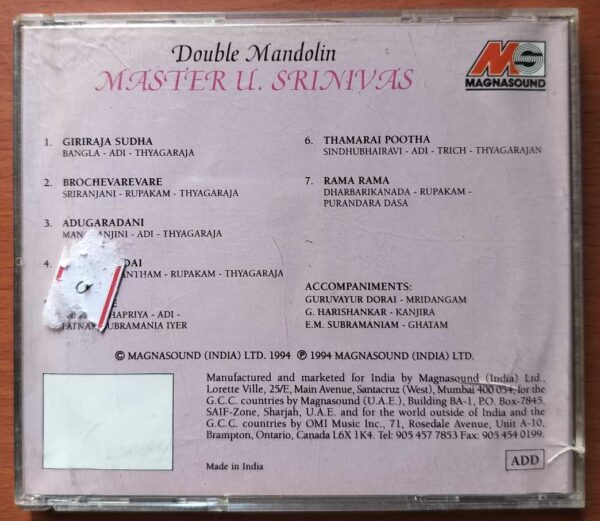 Double Mandolin
MASTER U. SRINIVAS
MAGNASOUND
1. GIRIRAJA SUDHA
BANGLA - ADI - THYAGARAJA
2. BROCHEVAREVARE
SRIRANJANI - RUPAKAM - THYAGARAJA
3. ADUGARADANI
ANJINI - ADI - THYAGARAJA
4.
ANTHAM - RUPAKAM - THYAGARAJA
HAPRIYA - ADI -
SUBRAMANIA IYER
6. THAMARAI POOTHA
SINDHUBHAIRAVI - ADI - TRICH - THYAGARAJAN
7. RAMA RAMA
DHARBARIKANADA - RUPAKAM -
PURANDARA DASA
ACCOMPANIMENTS:
GURUVAYUR DORAI - MRIDANGAM
G. HARISHANKAR - KANJIRA
E.M. SUBRAMANIAM - GHATAM
© MAGNASOUND (INDIA) LTD. 1994 ℗ 1994 MAGNASOUND (INDIA) LTD.
Manufactured and marketed for India by Magnasound (India) Ltd.,
Lorette Ville, 25/E, Main Avenue, Santacruz (West), Mumbai 400 054, for the
G.C.C. countries by Magnasound (U.A.E.), Building BA-1, P.O. Box-7845,
SAIF-Zone, Sharjah, U.A.E. and for the world outside of India and the
G.C.C. countries by OMI Music Inc., 71, Rosedale Avenue, Unit A-10,
Brampton, Ontario, Canada L6X 1K4. Tel: 905 457 7853 Fax: 905 454 0199.
Made in India
ADD